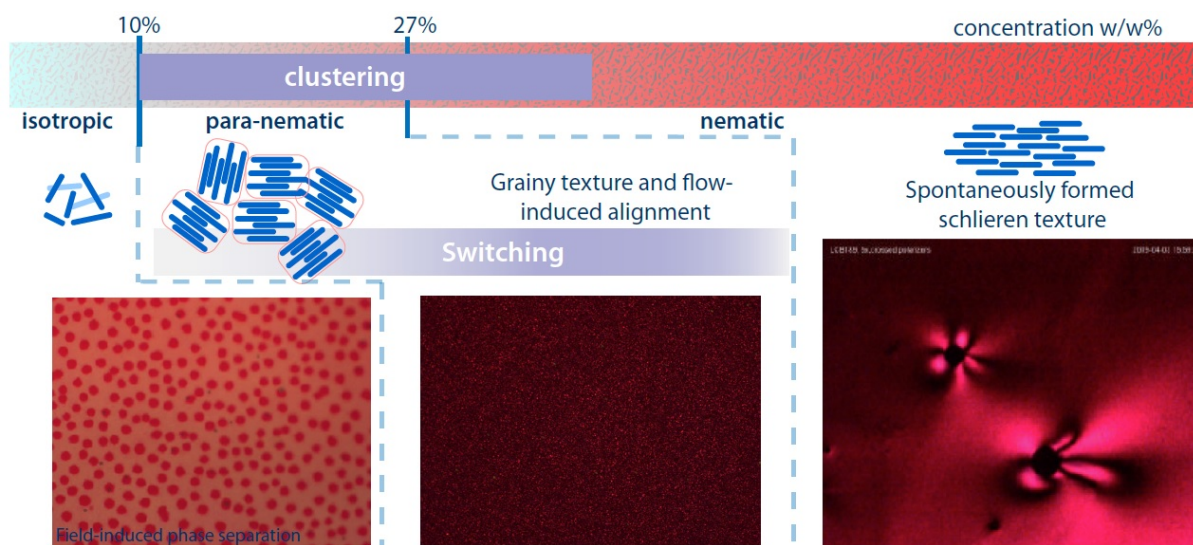 10%
27%
concentration w/w%
clustering
isotropic
para-nematic
nematic
Grainy texture and flow-
induced alignment
Spontaneously formed
schlieren texture
Switching
Field-induced phase separation